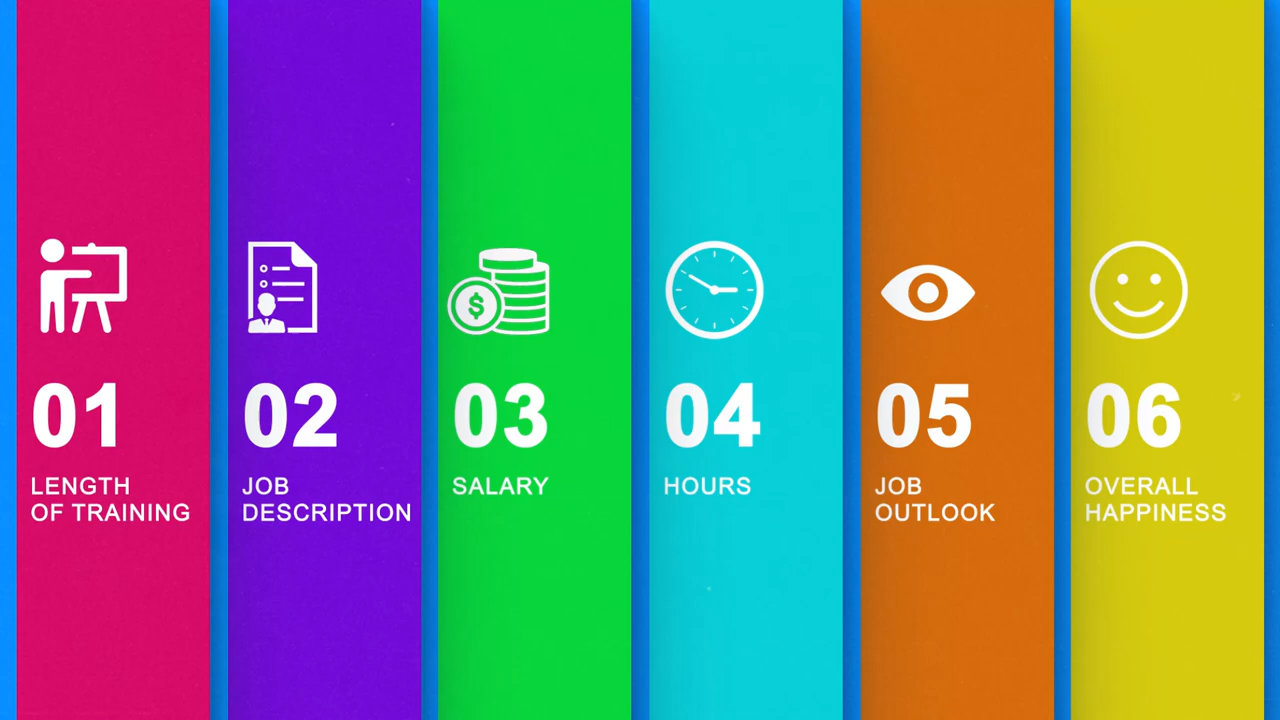 01
LENGTH
OF TRAINING
02
JOB
DESCRIPTION
$
03
SALARY
04
HOURS
05
JOB
OUTLOOK
06
OVERALL
HAPPINESS